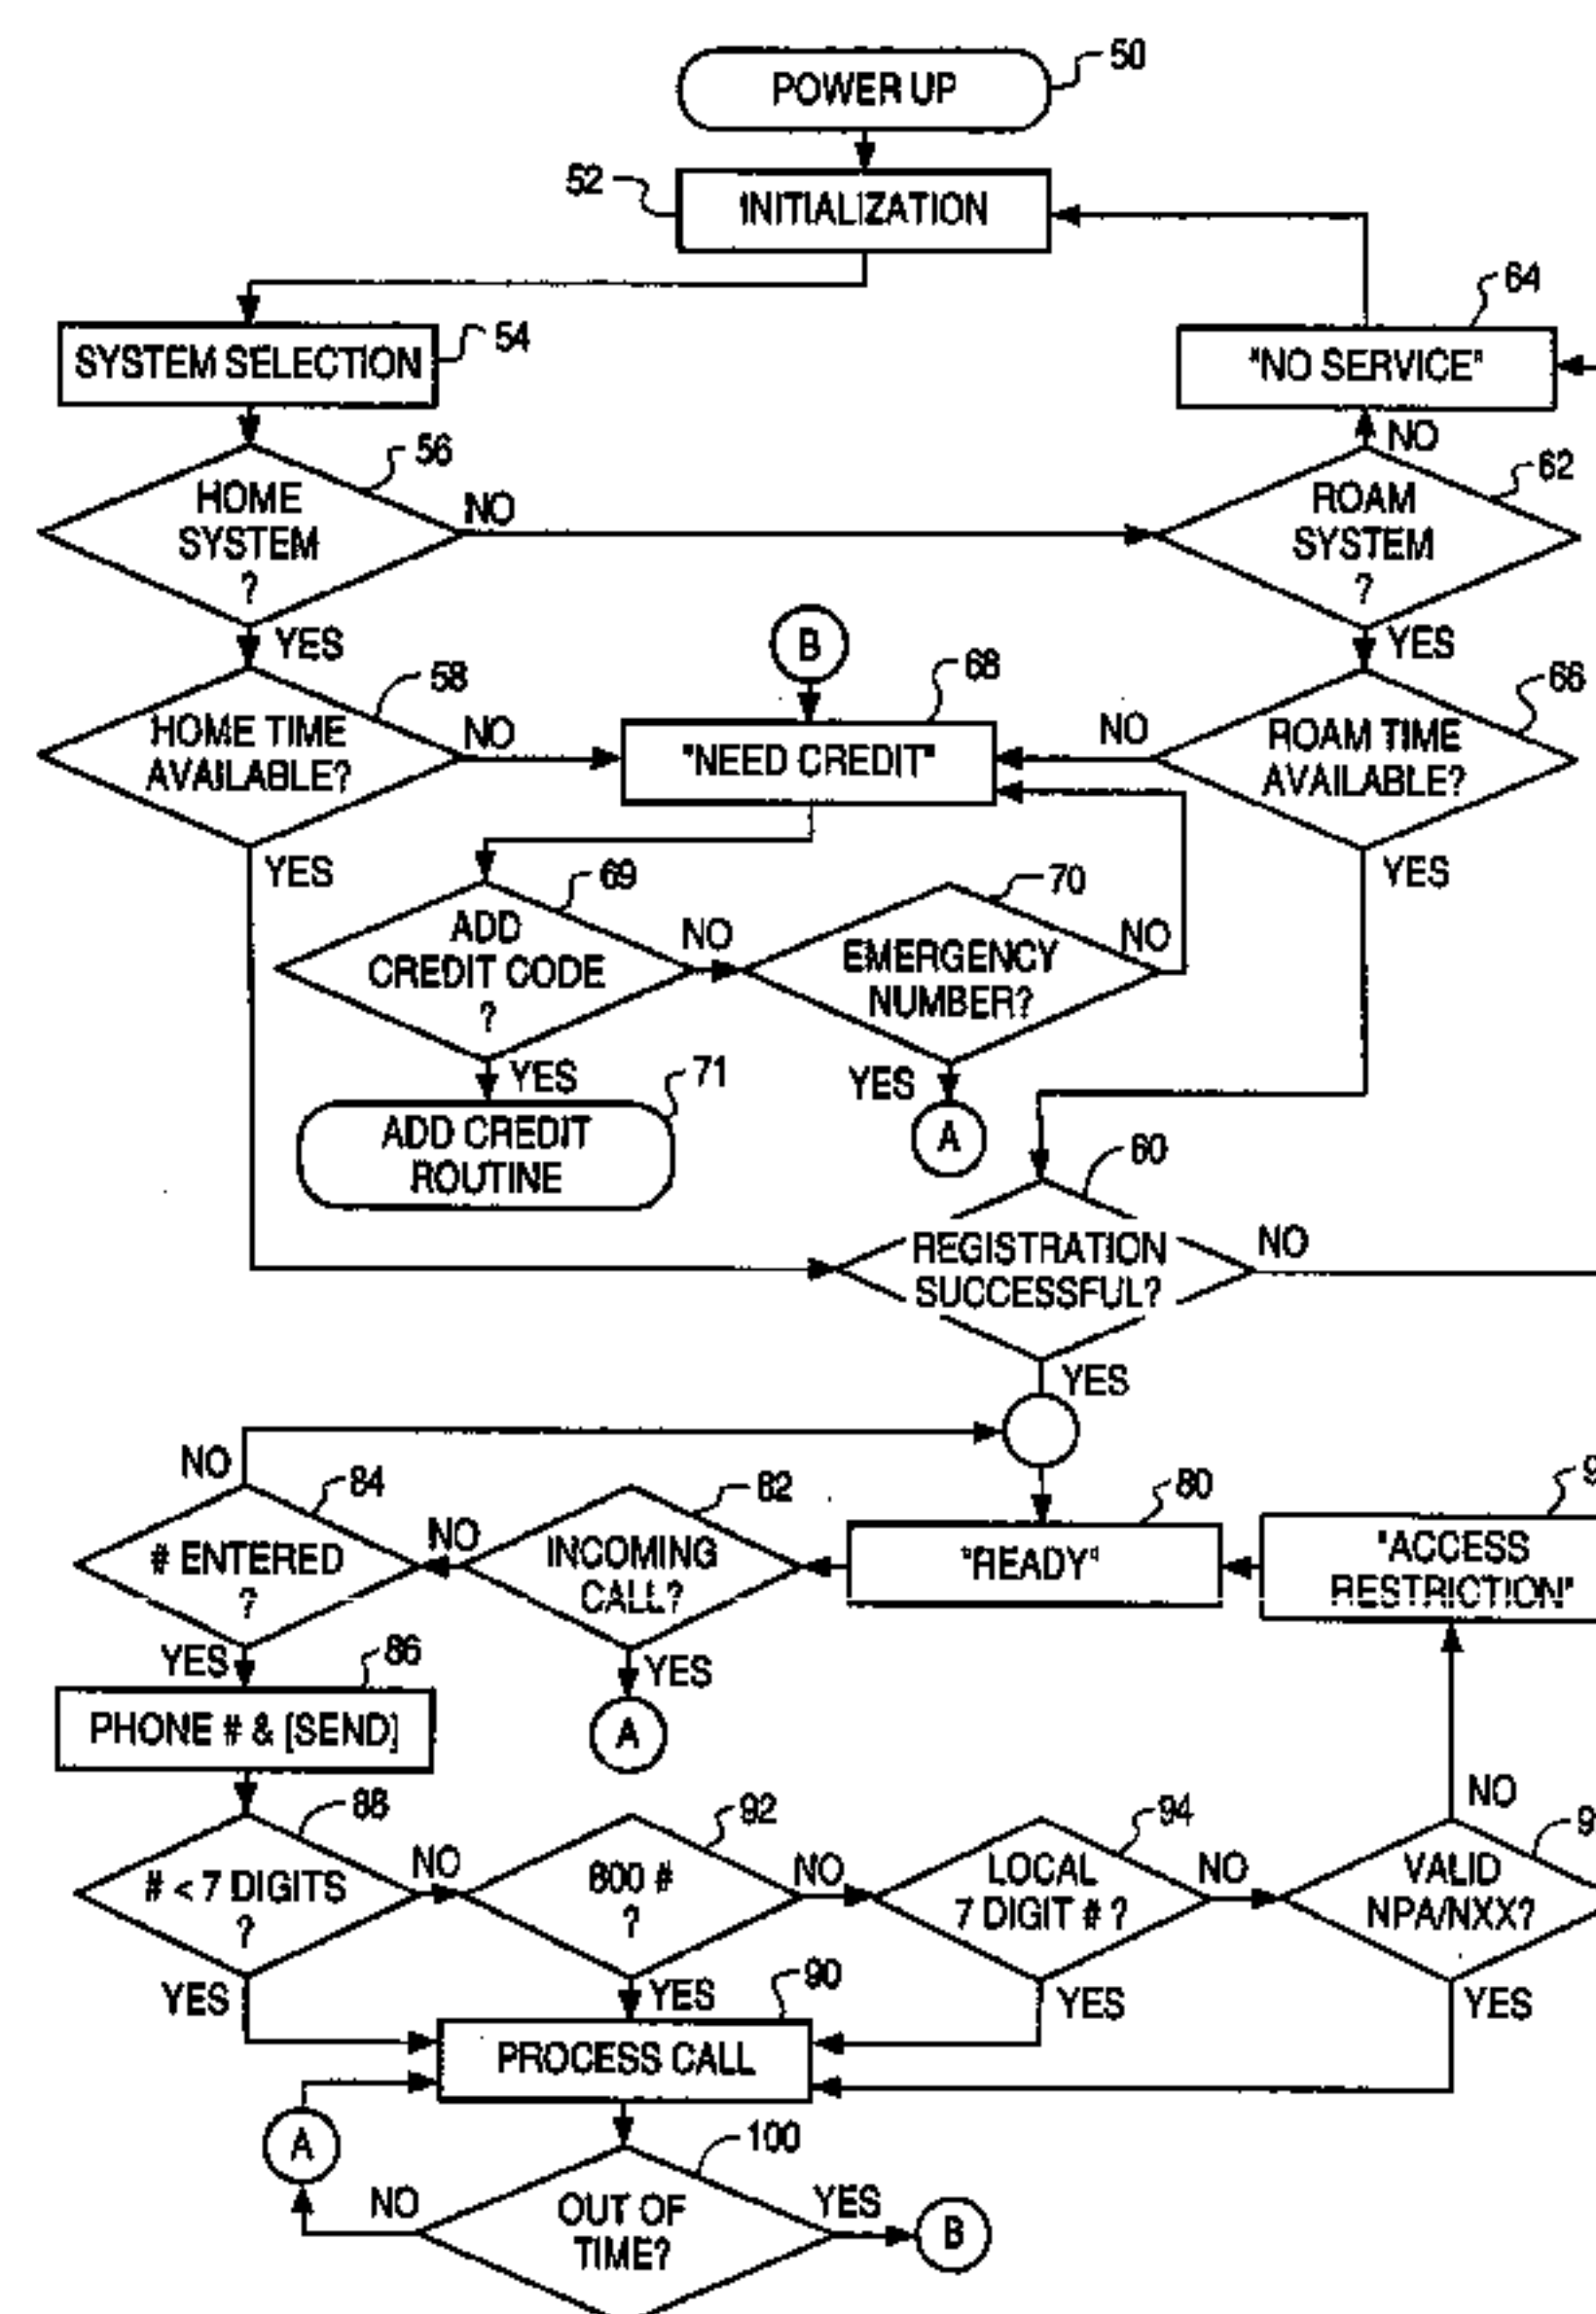 POWER UP
50
52
INITIALIZATION
64
SYSTEM SELECTION
54
"NO SERVICE"
NO
56
62
HOME
SYSTEM
?
NO
ROAM
SYSTEM
?
YES
B
YES
58
68
66
HOME TIME
AVAILABLE?
NO
"NEED CREDIT"
NO
ROAM TIME
AVAILABLE?
YES
69
70
YES
ADD
CREDIT CODE
?
NO
EMERGENCY
NUMBER?
NO
YES
71
YES
ADD CREDIT
ROUTINE
A
60
REGISTRATION
SUCCESSFUL?
NO
YES
NO
84
82
80
# ENTERED
?
NO
INCOMING
CALL?
"READY"
"ACCESS
RESTRICTION"
YES
86
YES
PHONE # & [SEND]
A
88
92
94
NO
# < 7 DIGITS
?
NO
800 #
?
NO
LOCAL
7 DIGIT # ?
NO
VALID
NPA/NXX?
YES
YES
90
YES
YES
PROCESS CALL
A
100
NO
OUT OF
TIME?
YES
B